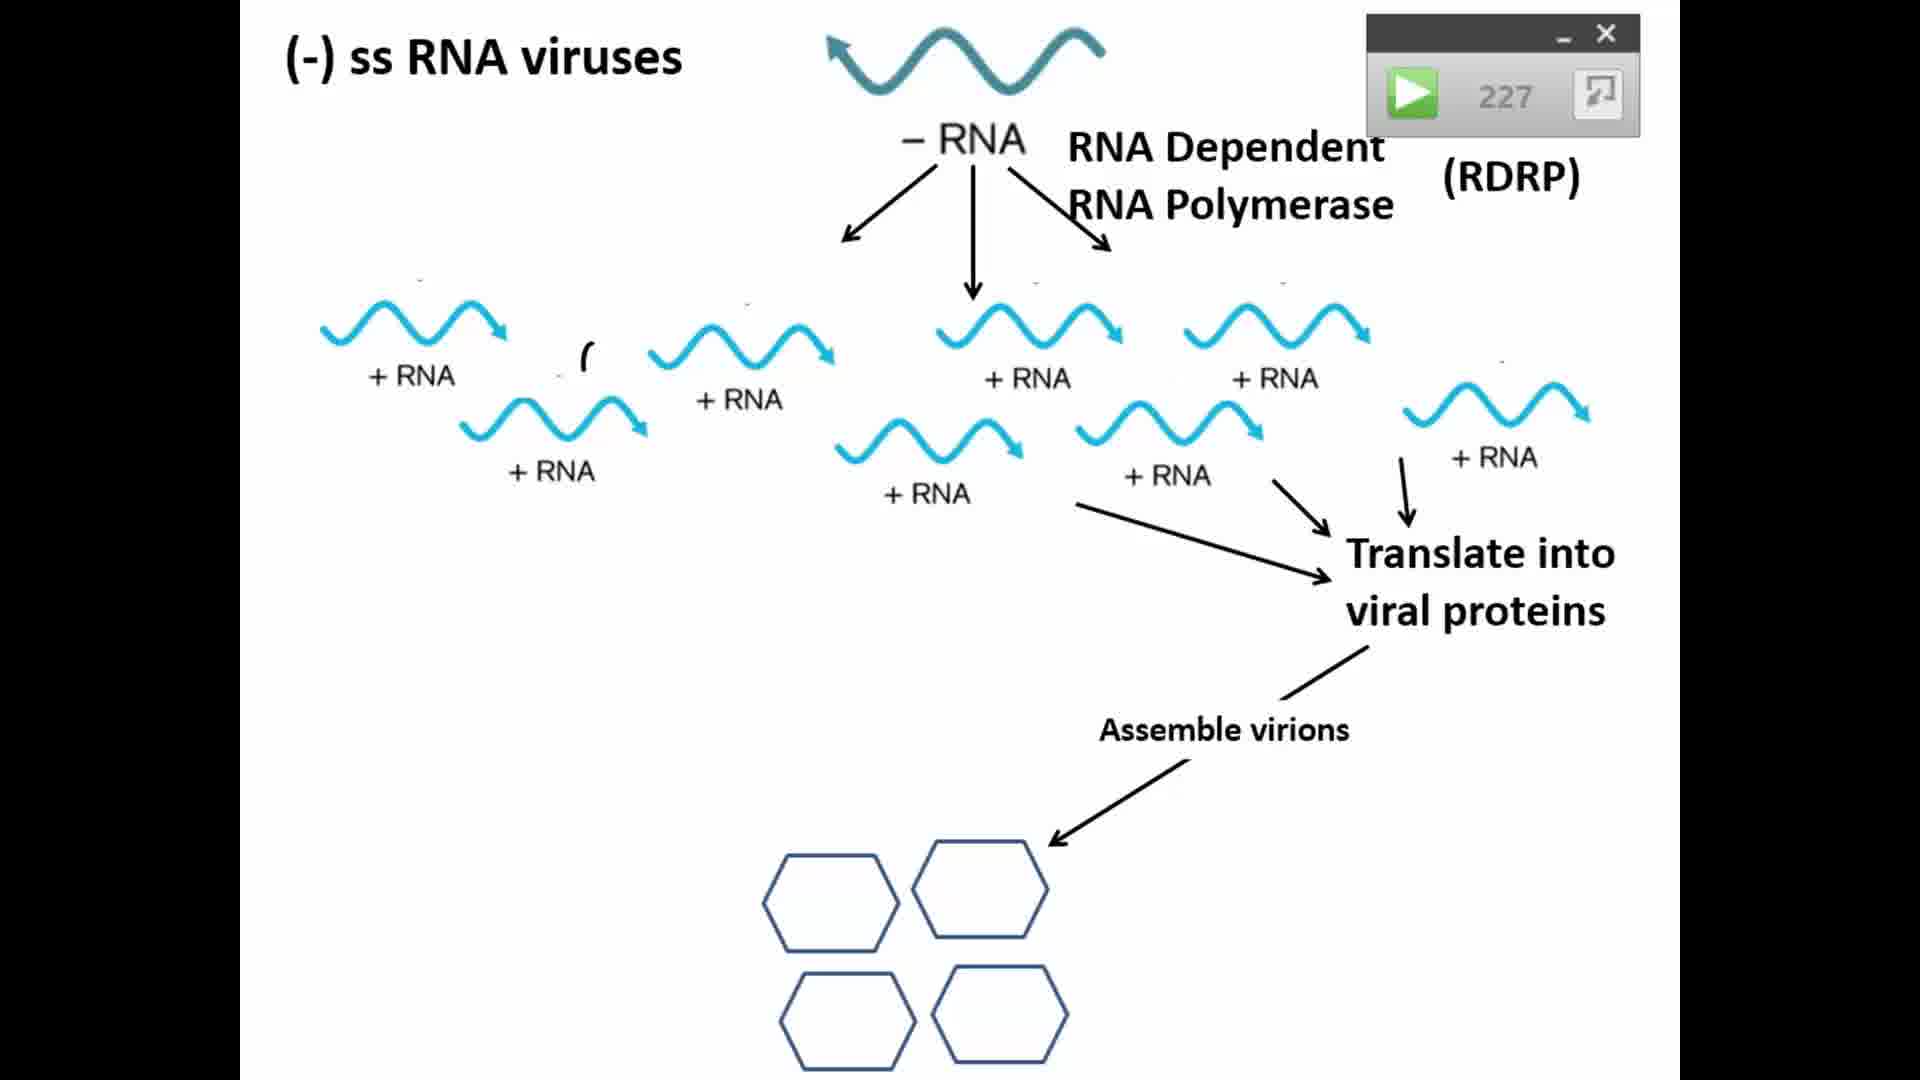 (-) ss RNA viruses
227
– RNA
RNA Dependent
RNA Polymerase
(RDRP)
+ RNA
+ RNA
+ RNA
+ RNA
+ RNA
+ RNA
+ RNA
+ RNA
Translate into
viral proteins
Assemble virions